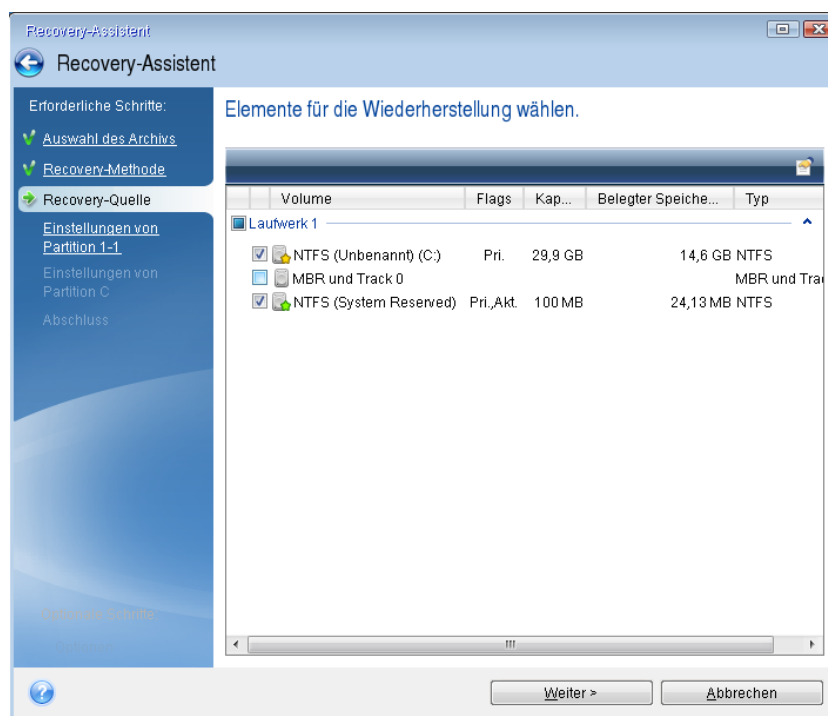 Recovery-Assistent
Recovery-Assistent
Erforderliche Schritte:
Auswahl des Archivs
Recovery-Methode
Recovery-Quelle
Einstellungen von
Partition 1-1
Einstellungen von
Partition C
Abschluss
Elemente für die Wiederherstellung wählen.
Volume Flags Kap... Belegter Speiche... Typ
Laufwerk 1
NTFS (Unbenannt) (C:) Pri. 29,9 GB 14,6 GB NTFS
MBR und Track 0 MBR und Tra
NTFS (System Reserved) Pri.,Akt. 100 MB 24,13 MB NTFS
Weiter >
Abbrechen